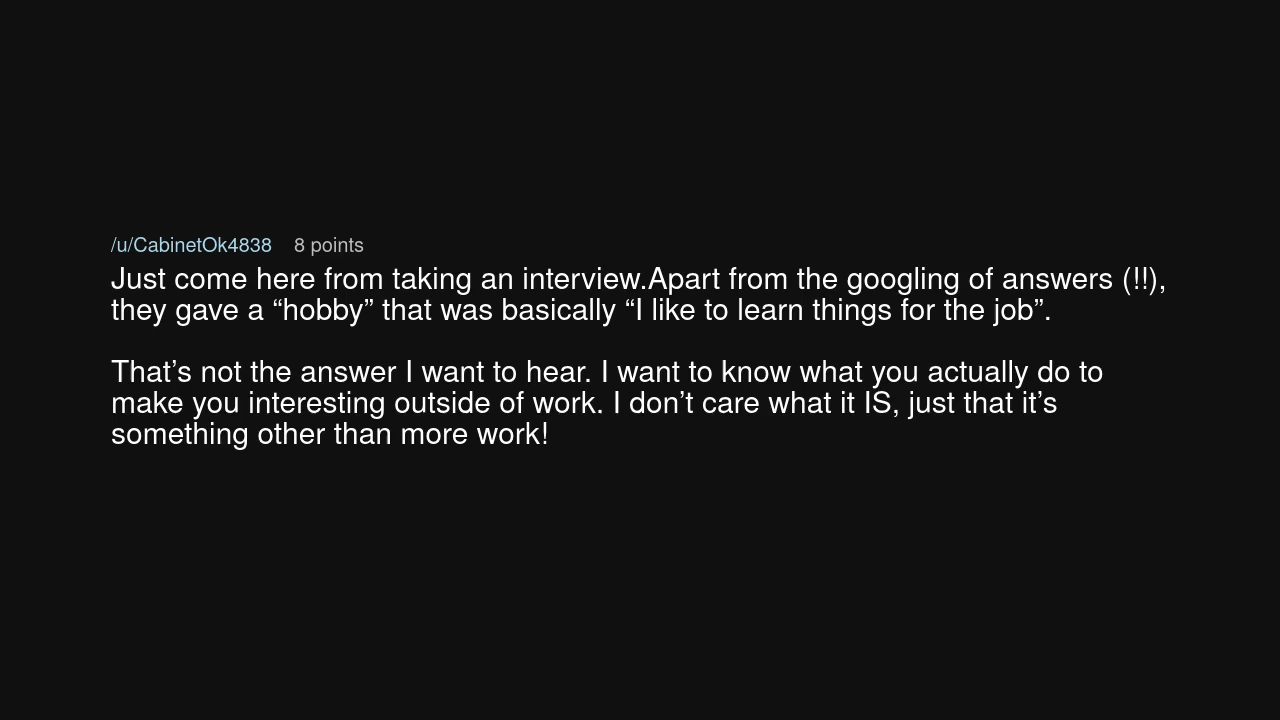 /u/CabinetOk4838 8 points
Just come here from taking an interview.Apart from the googling of answers (!!),
they gave a “hobby” that was basically “I like to learn things for the job”.
That’s not the answer I want to hear. I want to know what you actually do to
make you interesting outside of work. I don’t care what it IS, just that it’s
something other than more work!